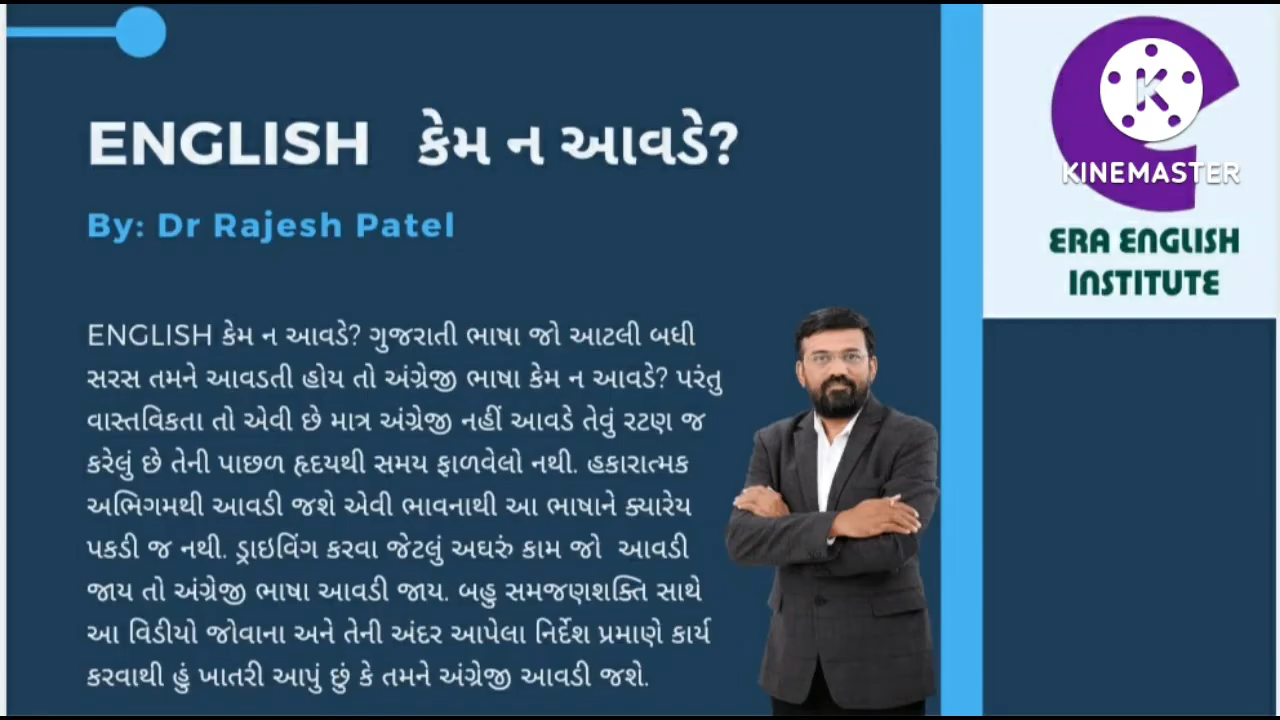 ENGLISH કેમ ન આવડે?
By: Dr Rajesh Patel
ENGLISH કેમ ન આવડે? ગુજરાતી ભાષા જો આટલી બધી
સરસ તમને આવડતી હોય તો અંગ્રેજી ભાષા કેમ ન આવડે? પરંતુ
વાસ્તવિકતા તો એવી છે માત્ર અંગ્રેજી નહીં આવડે તેવું રટણ જ
કરેલું છે તેની પાછળ હૃદયથી સમય ફાળવેલો નથી. હકારાત્મક
અભિગમથી આવડી જશે એવી ભાવનાથી આ ભાષાને ક્યારેય
પકડી જ નથી. ડ્રાઇવિંગ કરવા જેટલું અઘરું કામ જો આવડી
જાય તો અંગ્રેજી ભાષા આવડી જાય. બહુ સમજણશક્તિ સાથે
આ વિડીયો જોવાના અને તેની અંદર આપેલા નિર્દેશ પ્રમાણે કાર્ય
કરવાથી હું ખાતરી આપું છું કે તમને અંગ્રેજી આવડી જશે.
K
KINEMASTER
ERA ENGLISH
INSTITUTE